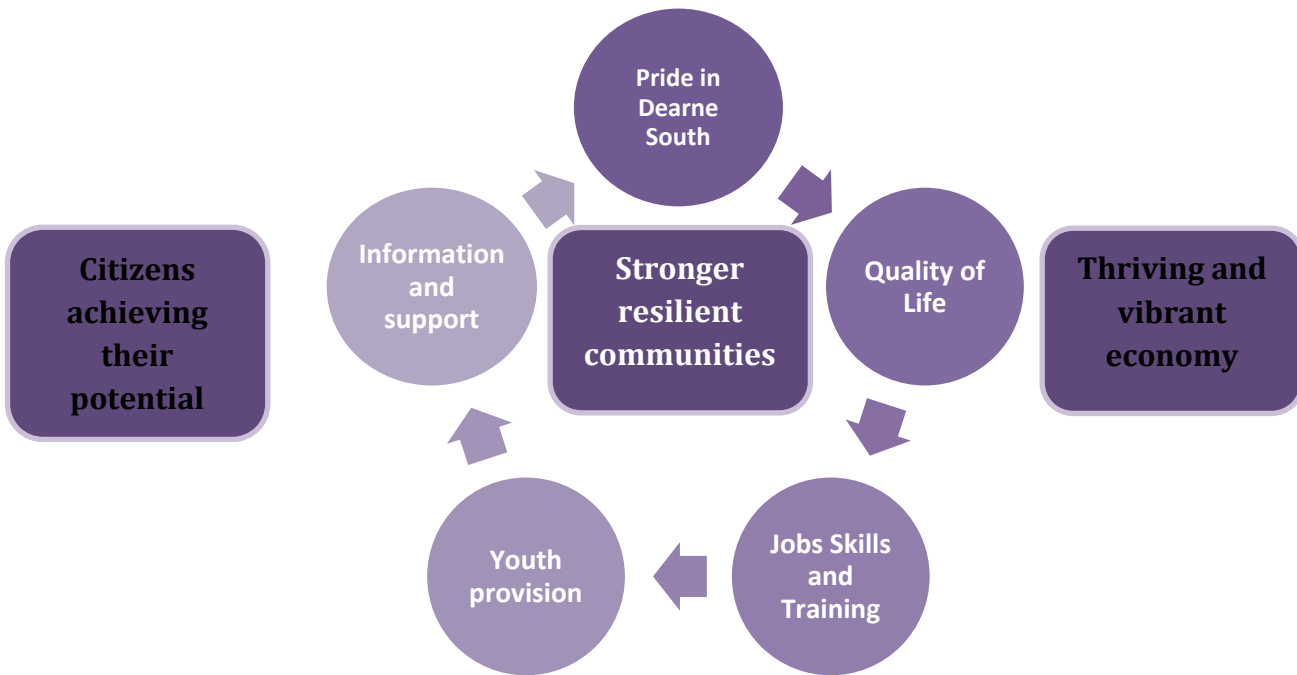 Pride in
Dearne
South
Information
and
support
Quality of
Life
Citizens
achieving
their
potential
Stronger
resilient
communities
Thriving and
vibrant
economy
Youth
provision
Jobs Skills
and
Training